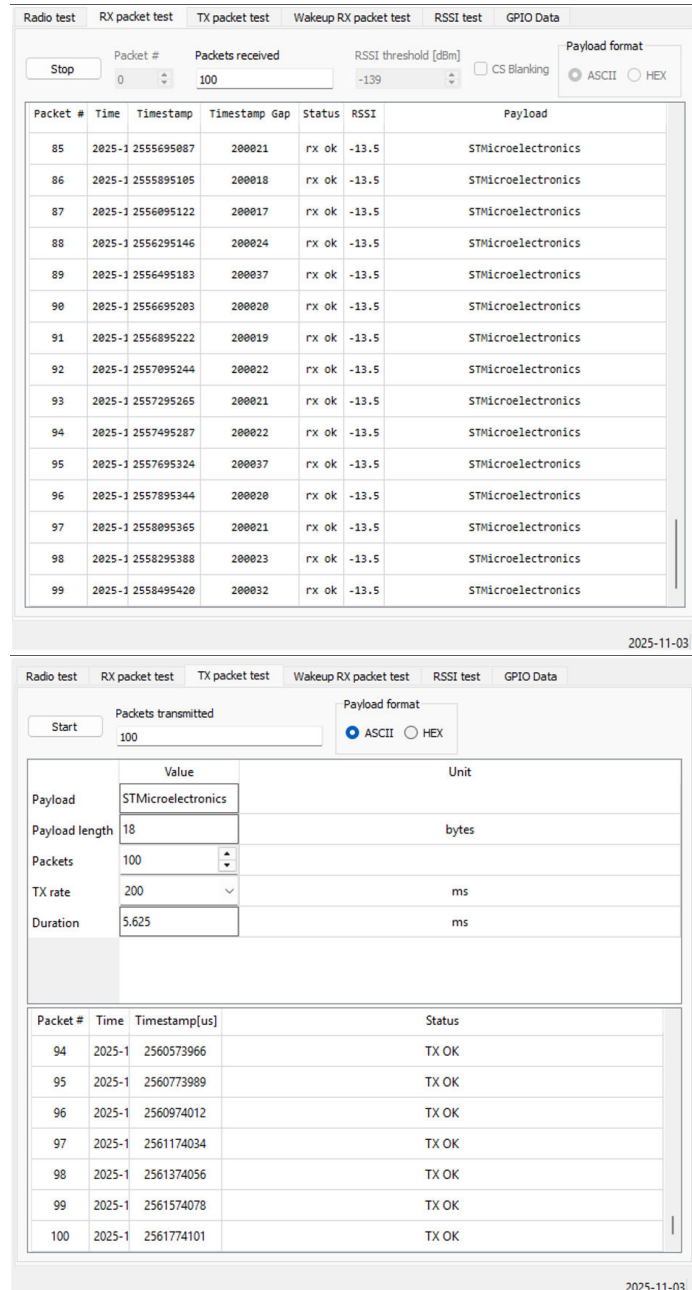 Radio test RX packet test TX packet test Wakeup RX packet test RSSI test GPIO Data
Stop Packet # 0 Packets received 100 RSSI threshold [dBm] -139 CS Blanking Payload format ASCII HEX
Packet # Time Timestamp Timestamp Gap Status RSSI Payload
85 2025-1 2555695087 200021 rx ok -13.5 STMicroelectronics
86 2025-1 2555895105 200018 rx ok -13.5 STMicroelectronics
87 2025-1 2556095122 200017 rx ok -13.5 STMicroelectronics
88 2025-1 2556295146 200024 rx ok -13.5 STMicroelectronics
89 2025-1 2556495183 200037 rx ok -13.5 STMicroelectronics
90 2025-1 2556695203 200020 rx ok -13.5 STMicroelectronics
91 2025-1 2556895222 200019 rx ok -13.5 STMicroelectronics
92 2025-1 2557095244 200022 rx ok -13.5 STMicroelectronics
93 2025-1 2557295265 200021 rx ok -13.5 STMicroelectronics
94 2025-1 2557495287 200022 rx ok -13.5 STMicroelectronics
95 2025-1 2557695324 200037 rx ok -13.5 STMicroelectronics
96 2025-1 2557895344 200020 rx ok -13.5 STMicroelectronics
97 2025-1 2558095365 200021 rx ok -13.5 STMicroelectronics
98 2025-1 2558295388 200023 rx ok -13.5 STMicroelectronics
99 2025-1 2558495420 200032 rx ok -13.5 STMicroelectronics
2025-11-03
Radio test RX packet test TX packet test Wakeup RX packet test RSSI test GPIO Data
Start Packets transmitted 100 Payload format ASCII HEX
Value Unit
Payload STMicroelectronics
Payload length 18 bytes
Packets 100
TX rate 200 ms
Duration 5.625 ms
Packet # Time Timestamp[us] Status
94 2025-1 2560573966 TX OK
95 2025-1 2560773989 TX OK
96 2025-1 2560974012 TX OK
97 2025-1 2561174034 TX OK
98 2025-1 2561374056 TX OK
99 2025-1 2561574078 TX OK
100 2025-1 2561774101 TX OK
2025-11-03